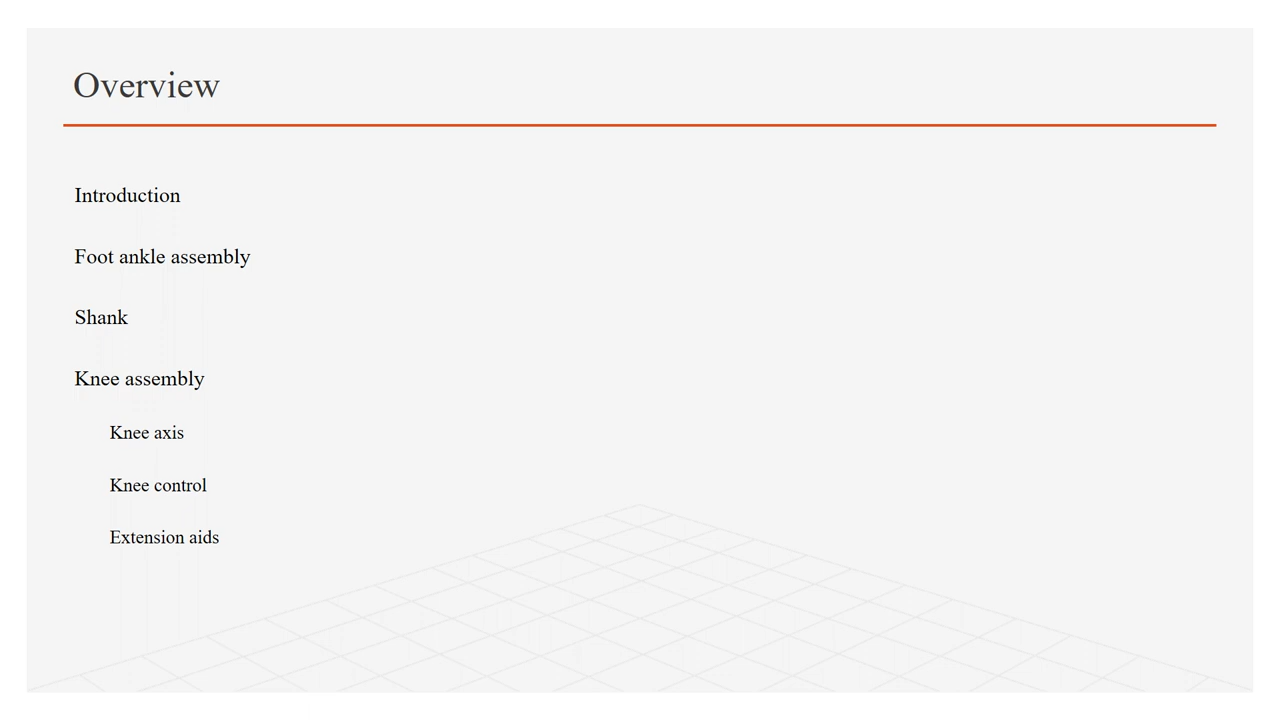 Overview
Introduction
Foot ankle assembly
Shank
Knee assembly
Knee axis
Knee control
Extension aids